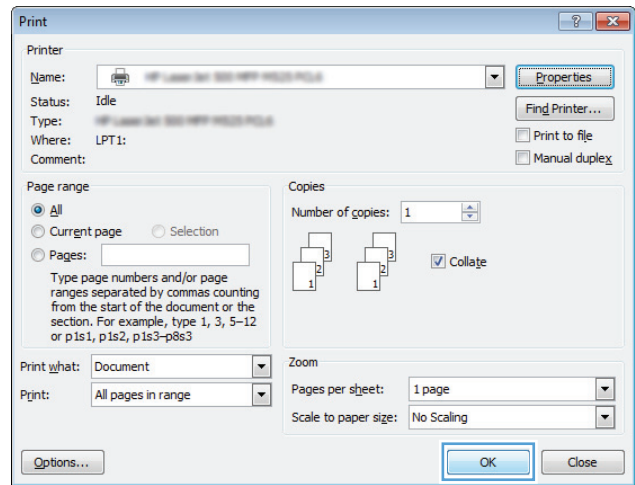 Print
Printer
Name:
Properties
Status: Idle
Find Printer...
Type:
Print to file
Where: LPT1:
Manual duplex
Comment:
Page range
All
Current page Selection
Pages:
Type page numbers and/or page
ranges separated by commas counting
from the start of the document or the
section. For example, type 1, 3, 5–12
or p1s1, p1s2, p1s3–p8s3
Copies
Number of copies: 1
1 2 3
1 2 3
Collate
Print what: Document
Print: All pages in range
Zoom
Pages per sheet: 1 page
Scale to paper size: No Scaling
Options...
OK
Close